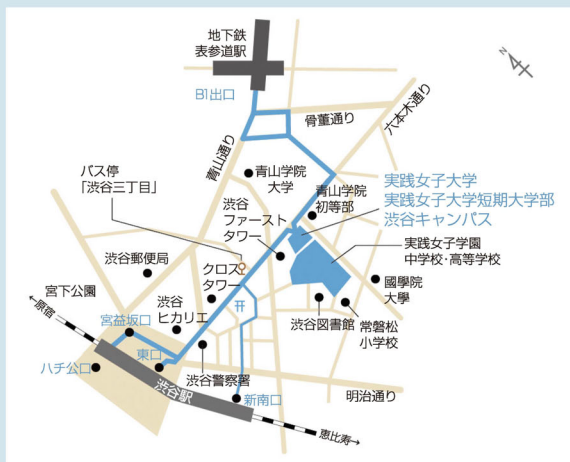 地下鉄
表参道駅
N
B1出口
骨董通り
六本木通り
青山通り
バス停
「渋谷三丁目」
青山学院
大学
青山学院
初等部
実践女子大学
実践女子大学短期大学部
渋谷キャンパス
渋谷
ファースト
タワー
実践女子学園
中学校・高等学校
渋谷郵便局
クロス
タワー
國學院
大學
宮下公園
渋谷
ヒカリエ
←原宿
宮益坂口
渋谷図書館
常磐松
小学校
ハチ公口
東口
渋谷警察署
渋谷駅
新南口
明治通り
恵比寿→